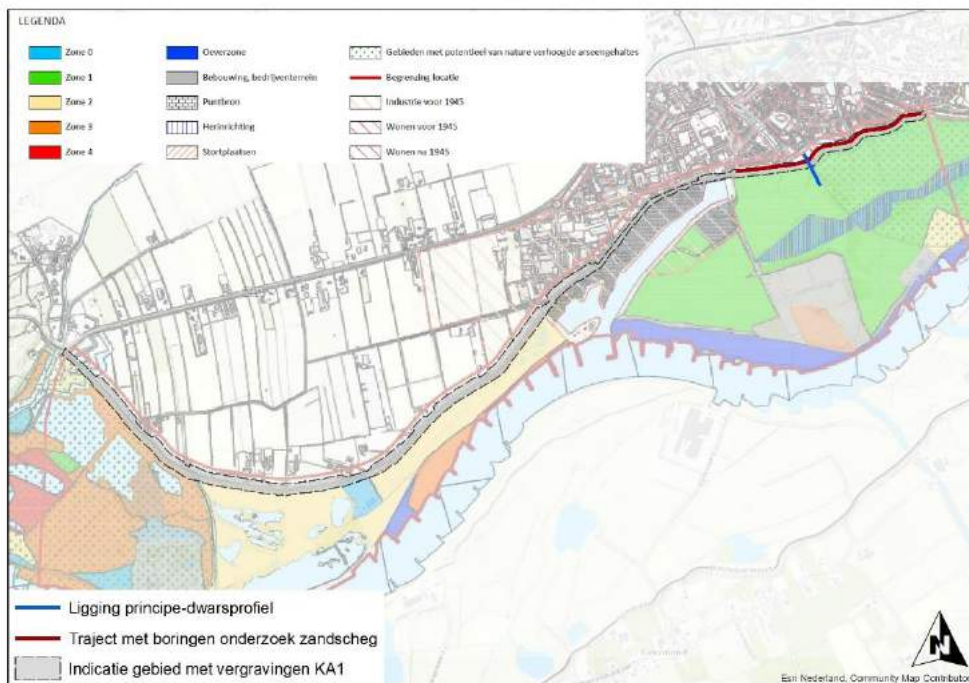 LEGENDA
Zone 0
Zone 1
Zone 2
Zone 3
Zone 4
Oeverzone
Bebouwing, bedrijventerrein
Puntbron
Herinrichting
Stortplaatsen
Gebieden met potentieel van nature verhoogde arseengehaltes
Begrenzing locatie
Industrie voor 1945
Wonen voor 1945
Wonen na 1945
Ligging principe-dwarsprofiel
Traject met boringen onderzoek zandscheg
Indicatie gebied met vergravingen KA1
N
Esri Nederland, Community Map Contributor